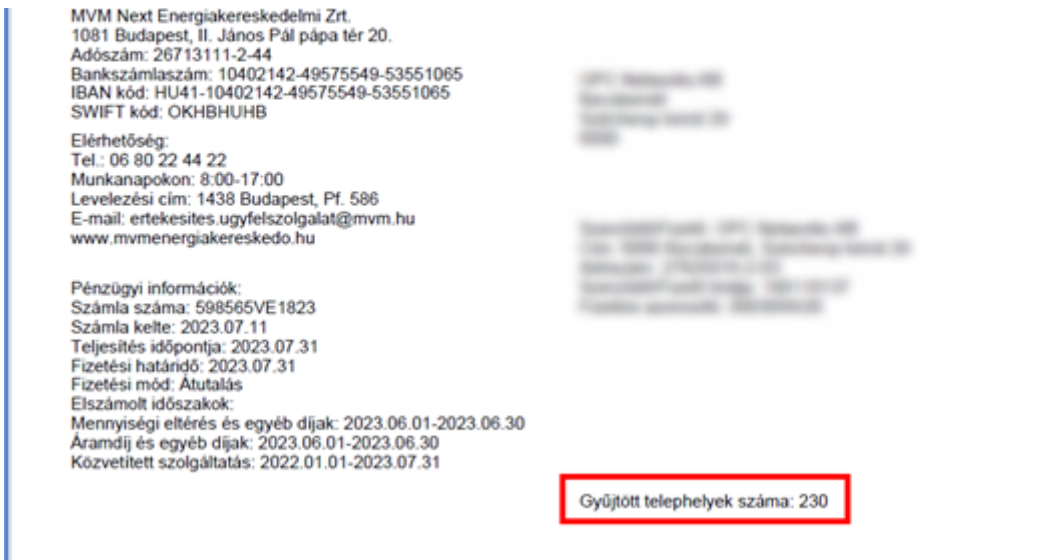 MVM Next Energiakereskedelmi Zrt.
1081 Budapest, II. János Pál pápa tér 20.
Adószám: 26713111-2-44
Bankszámlaszám: 10402142-49575549-53551065
IBAN kód: HU41-10402142-49575549-53551065
SWIFT kód: OKHBHUHB
Elérhetőség:
Tel.: 06 80 22 44 22
Munkanapokon: 8:00-17:00
Levelezési cím: 1438 Budapest, Pf. 586
E-mail: ertekesites.ugyfelszolgalat@mvm.hu
www.mvmenergiakereskedo.hu
Pénzügyi információk:
Számla száma: 598565VE1823
Számla kelte: 2023.07.11
Teljesítés időpontja: 2023.07.31
Fizetési határidő: 2023.07.31
Fizetési mód: Átutalás
Elszámolt időszakok:
Mennyiségi eltérés és egyéb díjak: 2023.06.01-2023.06.30
Áramdíj és egyéb díjak: 2023.06.01-2023.06.30
Közvetített szolgáltatás: 2022.01.01-2023.07.31
Gyűjtött telephelyek száma: 230